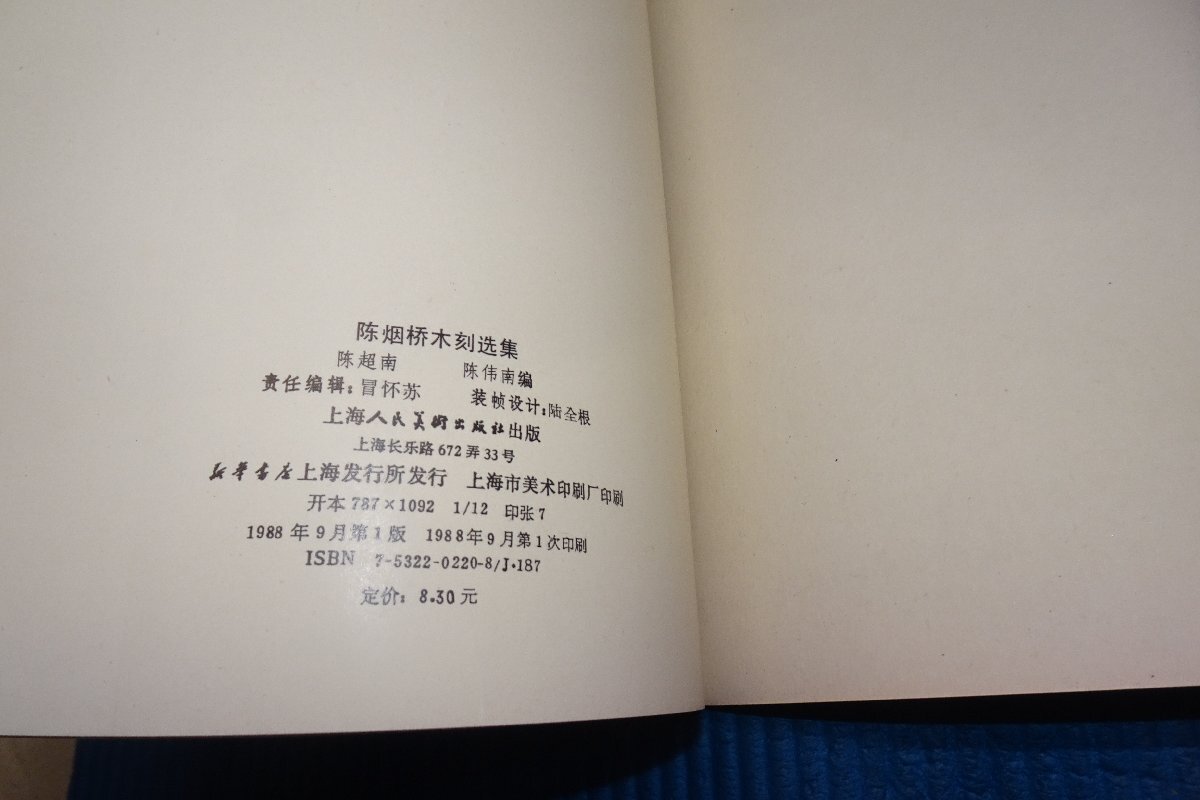 陈烟桥木刻选集
陈超南 陈伟南编
责任编辑：冒怀苏 装帧设计：陆全根
上海人民美術出版社出版
上海长乐路672弄33号
新华书店上海发行所发行 上海市美术印刷厂印刷
开本787×1092 1/12 印张7
1988年9月第1版 1988年9月第1次印刷
ISBN 7-5322-0220-8/J·187
定价：8.30元